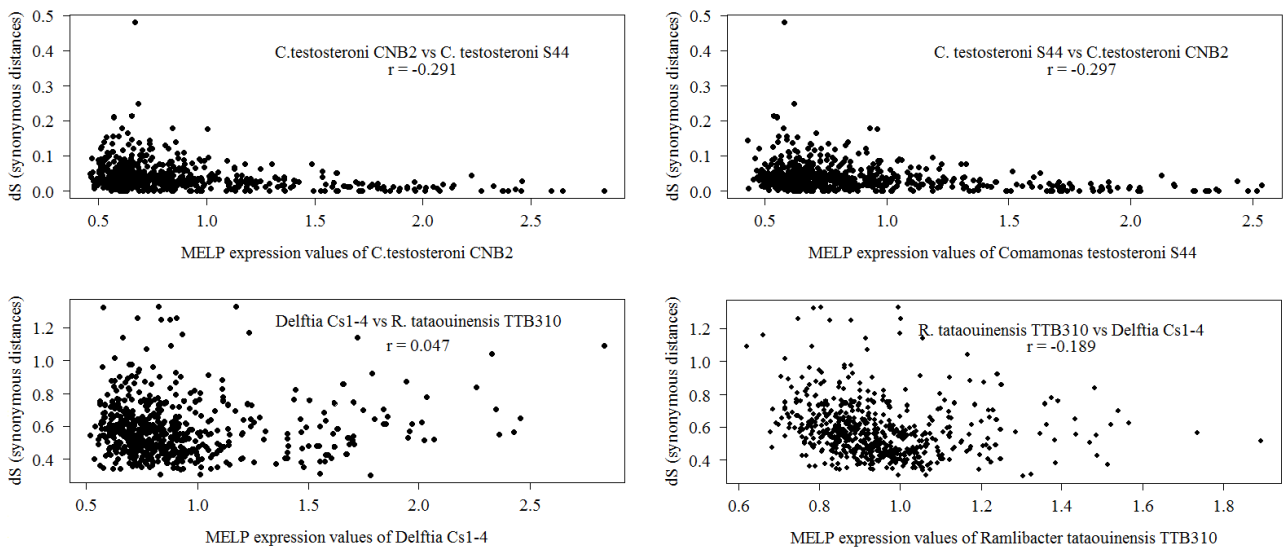 0.5
0.4
0.3
0.2
0.1
0.0
dS (synonymous distances)
C.testosteroni CNB2 vs C. testosteroni S44
r = -0.291
0.5 1.0 1.5 2.0 2.5
MELP expression values of C.testosteroni CNB2
0.5
0.4
0.3
0.2
0.1
0.0
dS (synonymous distances)
C. testosteroni S44 vs C.testosteroni CNB2
r = -0.297
0.5 1.0 1.5 2.0 2.5
MELP expression values of Comamonas testosteroni S44
1.2
1.0
0.8
0.6
0.4
dS (synonymous distances)
Delftia Cs1-4 vs R. tataouinensis TTB310
r = 0.047
0.5 1.0 1.5 2.0 2.5
MELP expression values of Delftia Cs1-4
1.2
1.0
0.8
0.6
0.4
dS (synonymous distances)
R. tataouinensis TTB310 vs Delftia Cs1-4
r = -0.189
0.6 0.8 1.0 1.2 1.4 1.6 1.8
MELP expression values of Ramlibacter tataouinensis TTB310